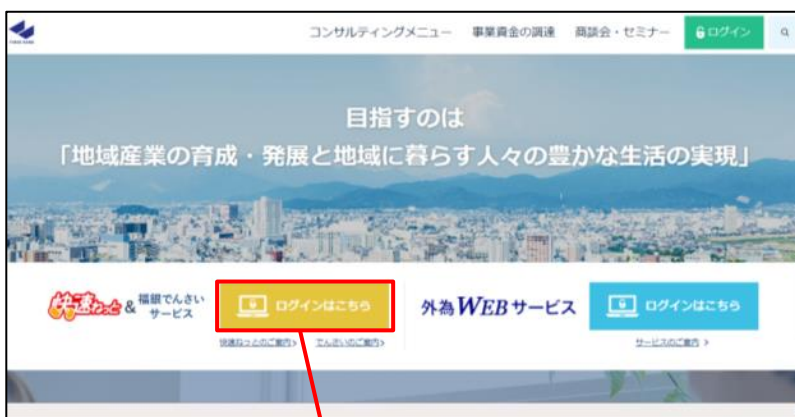 コンサルティングメニュー 事業資金の調達 商談会・セミナー ログイン
目指すのは
「地域産業の育成・発展と地域に暮らす人々の豊かな生活の実現」
快速ねっと & 福銀でんさいサービス ログインはこちら 外為WEBサービス ログインはこちら
快速ねっとのご案内> でんさいのご案内> サービスのご案内 >